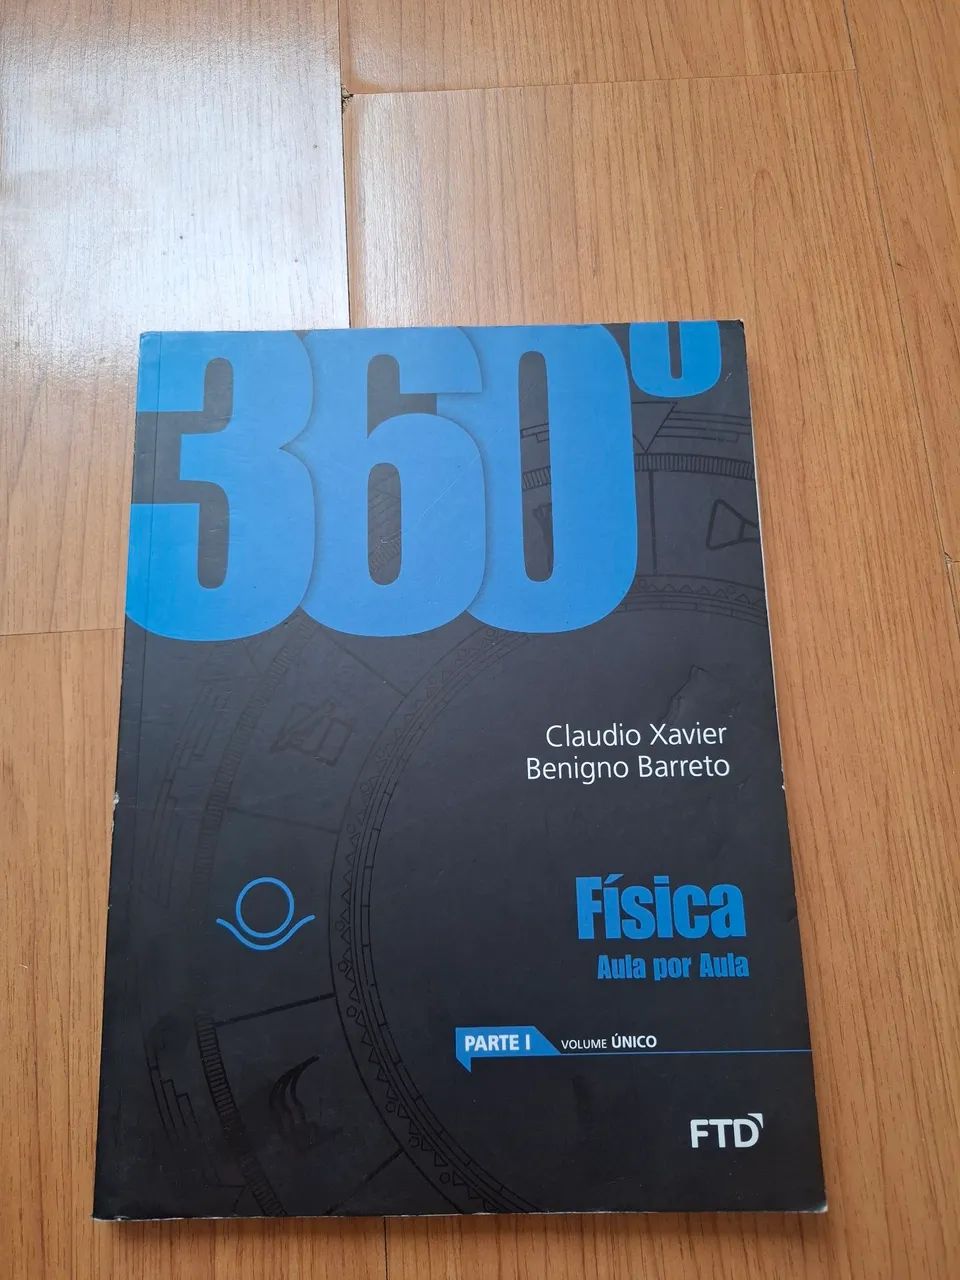 360°
Claudio Xavier
Benigno Barreto
Física
Aula por Aula
PARTE I VOLUME ÚNICO
FTD